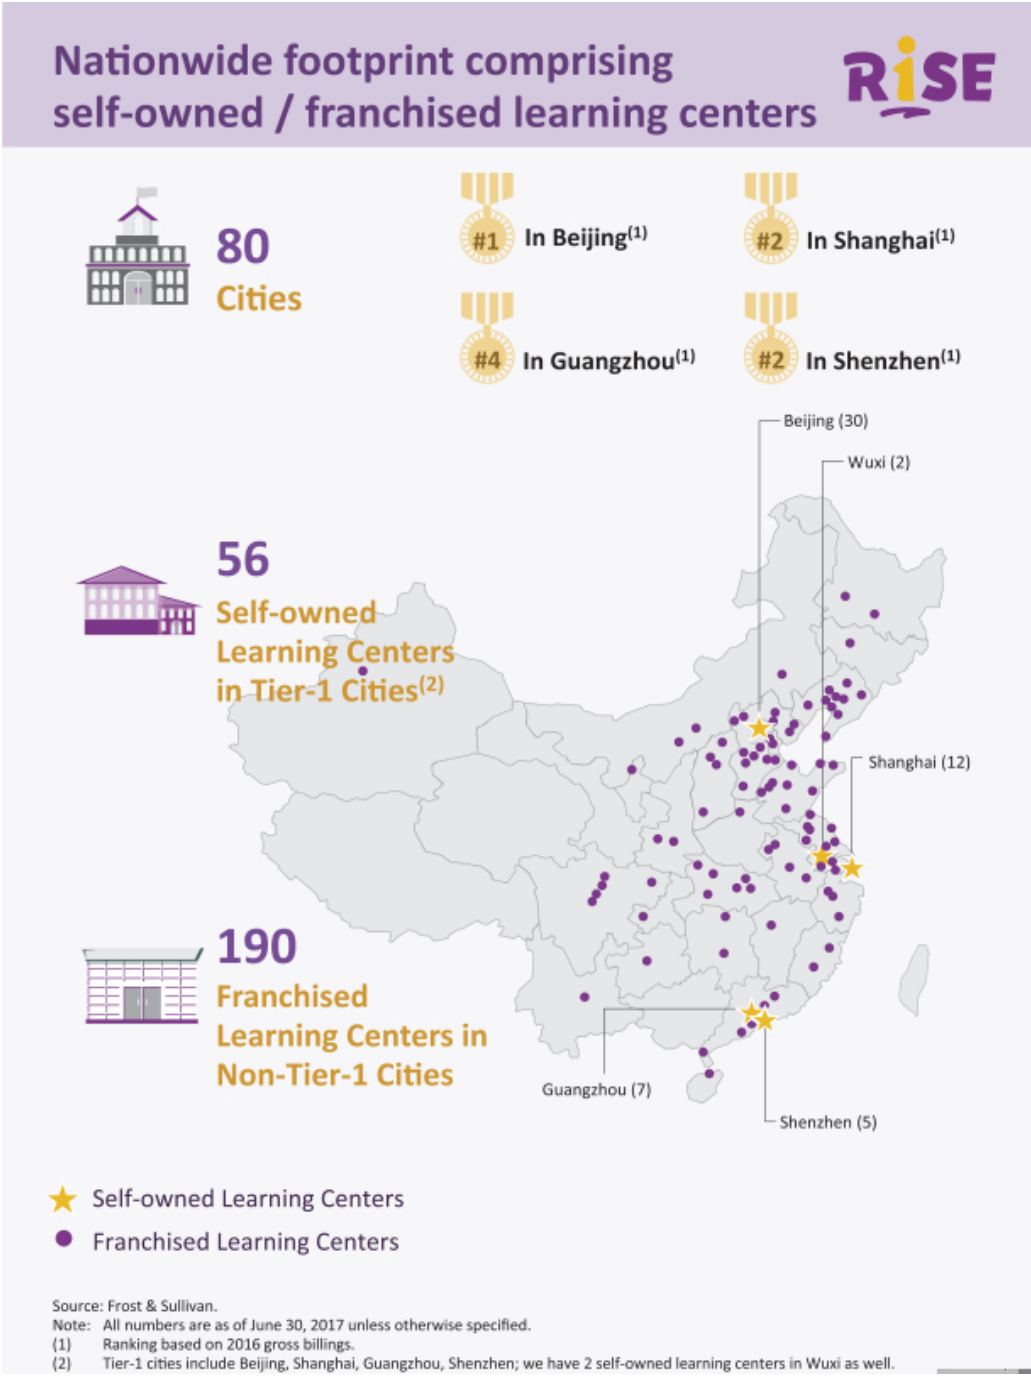 Nationwide footprint comprising
self-owned / franchised learning centers
RiSE
80
Cities
#1 In Beijing(1)
#2 In Shanghai(1)
#4 In Guangzhou(1)
#2 In Shenzhen(1)
Beijing (30)
Wuxi (2)
56
Self-owned
Learning Centers
in Tier-1 Cities(2)
Shanghai (12)
190
Franchised
Learning Centers in
Non-Tier-1 Cities
Guangzhou (7)
Shenzhen (5)
Self-owned Learning Centers
Franchised Learning Centers
Source: Frost & Sullivan.
Note: All numbers are as of June 30, 2017 unless otherwise specified.
(1) Ranking based on 2016 gross billings.
(2) Tier-1 cities include Beijing, Shanghai, Guangzhou, Shenzhen; we have 2 self-owned learning centers in Wuxi as well.